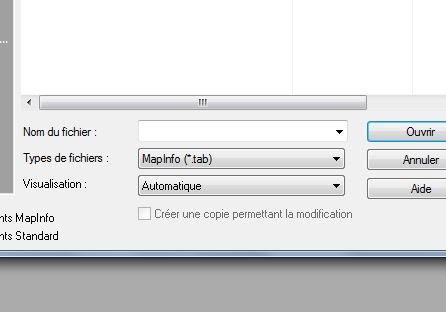 ...
Nom du fichier :
Ouvrir
Types de fichiers :
MapInfo (*.tab)
Annuler
Visualisation :
Automatique
Aide
Créer une copie permettant la modification
nts MapInfo
nts Standard